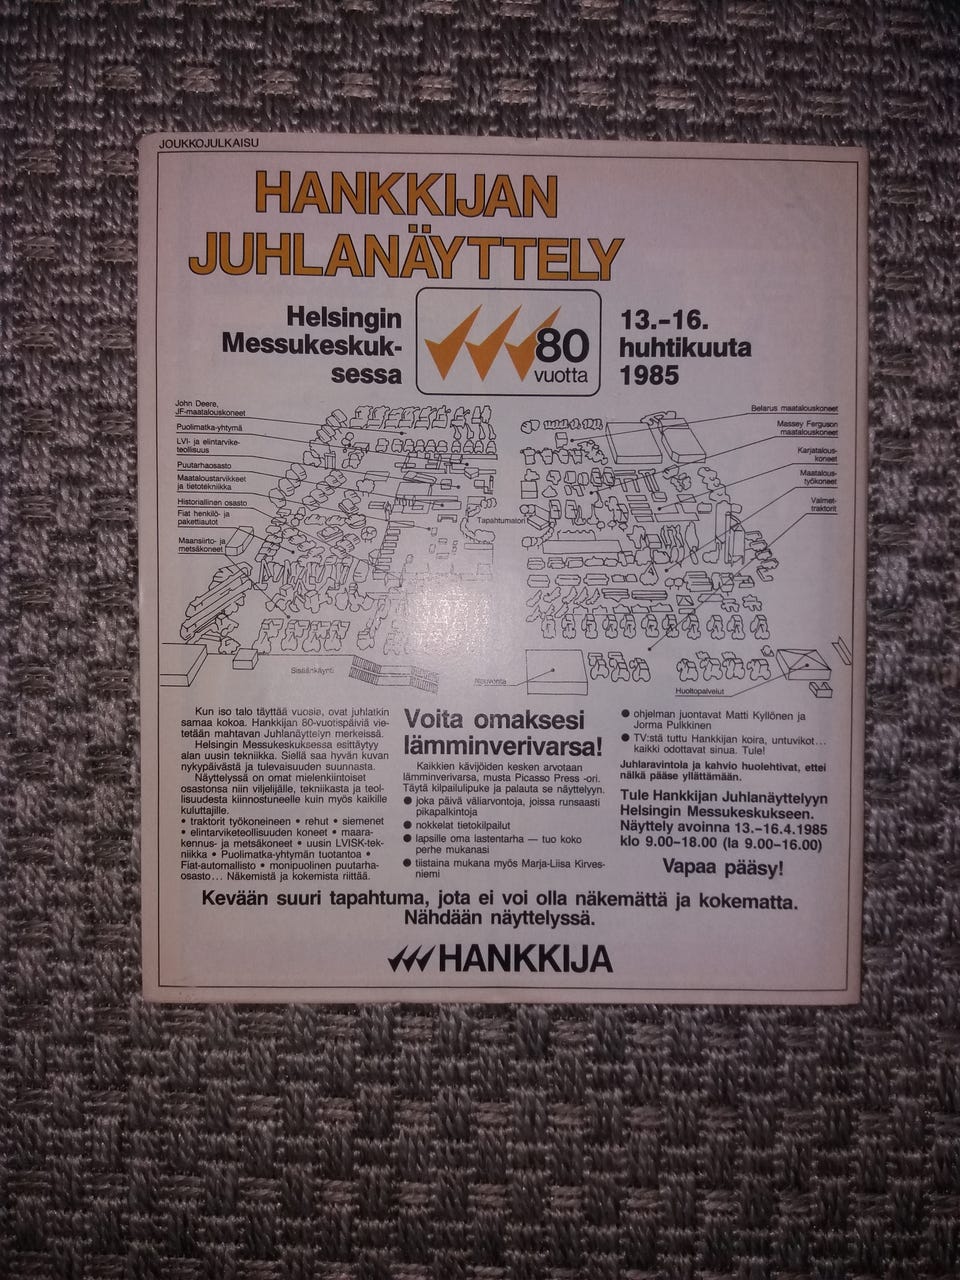 JOUKKOJULKAISU
HANKKIJAN
JUHLANÄYTTELY
Helsingin
Messukeskuk-
sessa
80
vuotta
13.–16.
huhtikuuta
1985
John Deere,
JF-maatalouskoneet
Puolimatka-yhtymä
LVI- ja elintarvike-
teollisuus
Puutarhaosasto
Maataloustarvikkeet
ja tietotekniikka
Historiallinen osasto
Fiat henkilö- ja
pakettiautot
Maansiirto- ja
metsäkoneet
Tapahtumatori
Belarus maatalouskoneet
Massey Ferguson
maatalouskoneet
Karjatalous-
koneet
Maatalous-
työkoneet
Valmet-
traktorit
Sisäänkäynti
Neuvonta
Huoltopalvelut
Kun iso talo täyttää vuosia, ovat juhlatkin
samaa kokoa. Hankkijan 80-vuotispäiviä vie-
tetään mahtavan Juhlanäyttelyn merkeissä.
Helsingin Messukeskuksessa esittäytyy
alan uusin tekniikka. Siellä saa hyvän kuvan
nykypäivästä ja tulevaisuuden suunnasta.
Näyttelyssä on omat mielenkiintoiset
osastonsa niin viljelijälle, tekniikasta ja teol-
lisuudesta kiinnostuneelle kuin myös kaikille
kuluttajille.
• traktorit työkoneineen • rehut • siemenet
• elintarviketeollisuuden koneet • maara-
kennus- ja metsäkoneet • uusin LVISK-tek-
niikka • Puolimatka-yhtymän tuotantoa •
Fiat-automallisto • monipuolinen puutarha-
osasto... Näkemistä ja kokemista riittää.
Voita omaksesi
lämminverivarsa!
Kaikkien kävijöiden kesken arvotaan
lämminverivarsa, musta Picasso Press -ori.
Täytä kilpailulipuke ja palauta se näyttelyyn.
● joka päivä väliarvontoja, joissa runsaasti
pikapalkintoja
● nokkelat tietokilpailut
● lapsille oma lastentarha — tuo koko
perhe mukanasi
● tiistaina mukana myös Marja-Liisa Kirves-
niemi
● ohjelman juontavat Matti Kyllönen ja
Jorma Pulkkinen
● TV:stä tuttu Hankkijan koira, untuvikot...
kaikki odottavat sinua. Tule!
Juhlaravintola ja kahvio huolehtivat, ettei
nälkä pääse yllättämään.
Tule Hankkijan Juhlanäyttelyyn
Helsingin Messukeskukseen.
Näyttely avoinna 13.–16.4.1985
klo 9.00–18.00 (la 9.00–16.00)
Vapaa pääsy!
Kevään suuri tapahtuma, jota ei voi olla näkemättä ja kokematta.
Nähdään näyttelyssä.
HANKKIJA